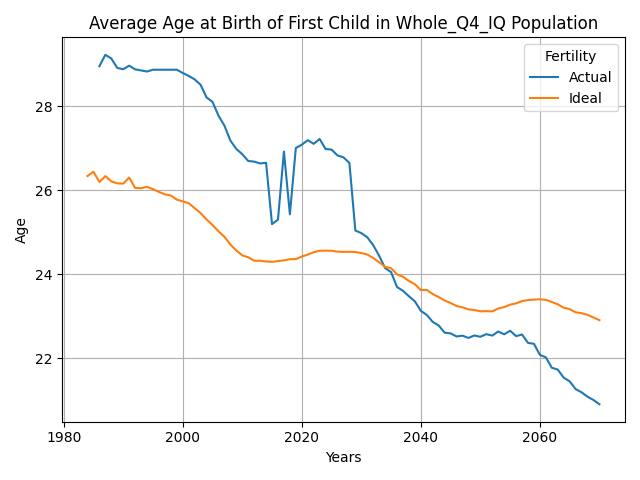 Average Age at Birth of First Child in Whole_Q4_IQ Population
Fertility
Actual
Ideal
Age
28
26
24
22
1980
2000
2020
2040
2060
Years